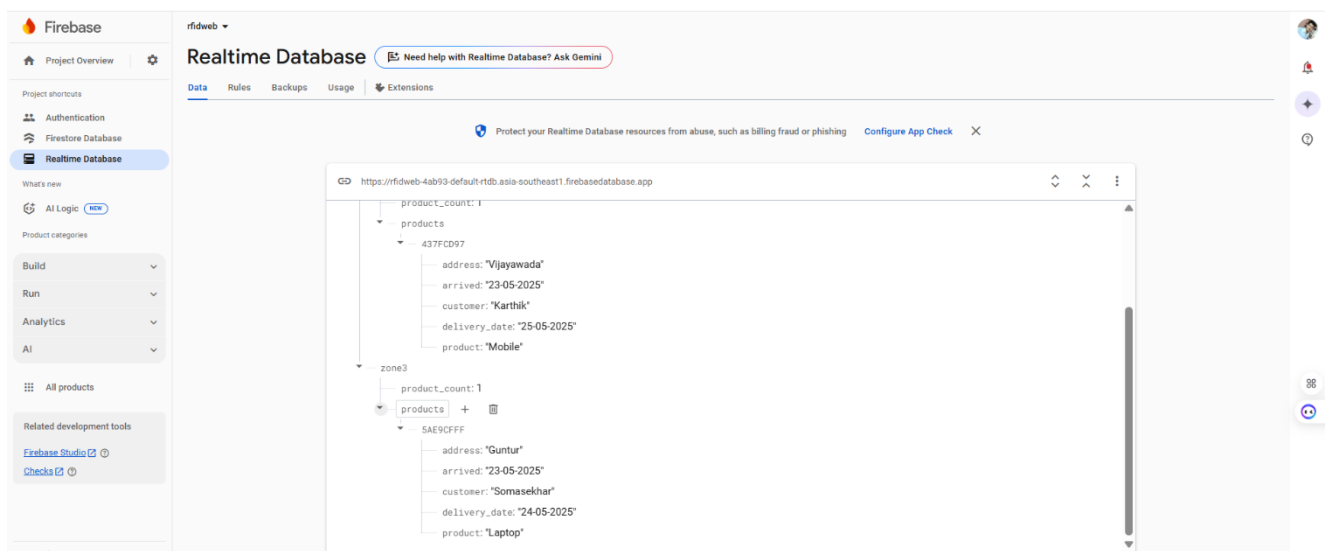 Firebase
rfidweb
Project Overview
Realtime Database
Need help with Realtime Database? Ask Gemini
Project shortcuts
Data Rules Backups Usage Extensions
Authentication
Firestore Database
Realtime Database
Protect your Realtime Database resources from abuse, such as billing fraud or phishing Configure App Check
What's new
AI Logic NEW
Product categories
Build
Run
Analytics
AI
All products
Related development tools
Firebase Studio
Checks
https://rfidweb-4ab93-default-rtdb.asia-southeast1.firebasedatabase.app
product_count: 1
products
437FCD97
address: "Vijayawada"
arrived: "23-05-2025"
customer: "Karthik"
delivery_date: "25-05-2025"
product: "Mobile"
zone3
product_count: 1
products
5AE9CFFF
address: "Guntur"
arrived: "23-05-2025"
customer: "Somasekhar"
delivery_date: "24-05-2025"
product: "Laptop"